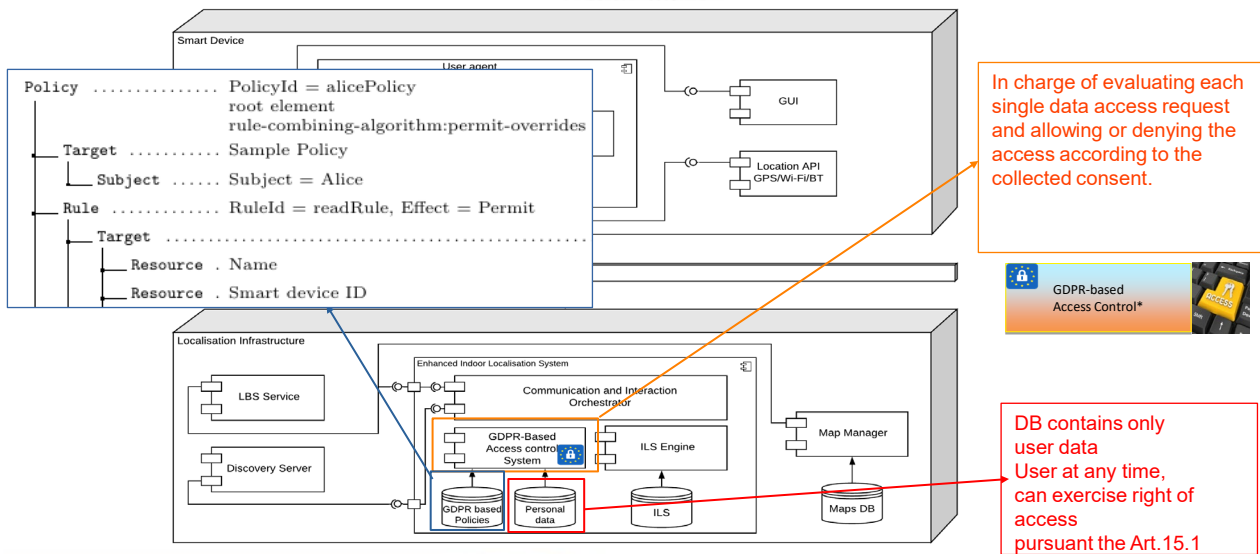 Smart Device
User agent
GUI
Location API
GPS/Wi-Fi/BT
Policy ............... PolicyId = alicePolicy
root element
rule-combining-algorithm:permit-overrides
Target ........... Sample Policy
Subject ...... Subject = Alice
Rule ............ RuleId = readRule, Effect = Permit
Target ................................................
Resource . Name
Resource . Smart device ID
In charge of evaluating each
single data access request
and allowing or denying the
access according to the
collected consent.
GDPR-based
Access Control*
ACCESS
Shift
Localisation Infrastructure
Enhanced Indoor Localisation System
LBS Service
Communication and Interaction
Orchestrator
GDPR-Based
Access control
System
ILS Engine
Map Manager
Discovery Server
GDPR based
Policies
Personal
data
ILS
Maps DB
DB contains only
user data
User at any time,
can exercise right of
access
pursuant the Art.15.1